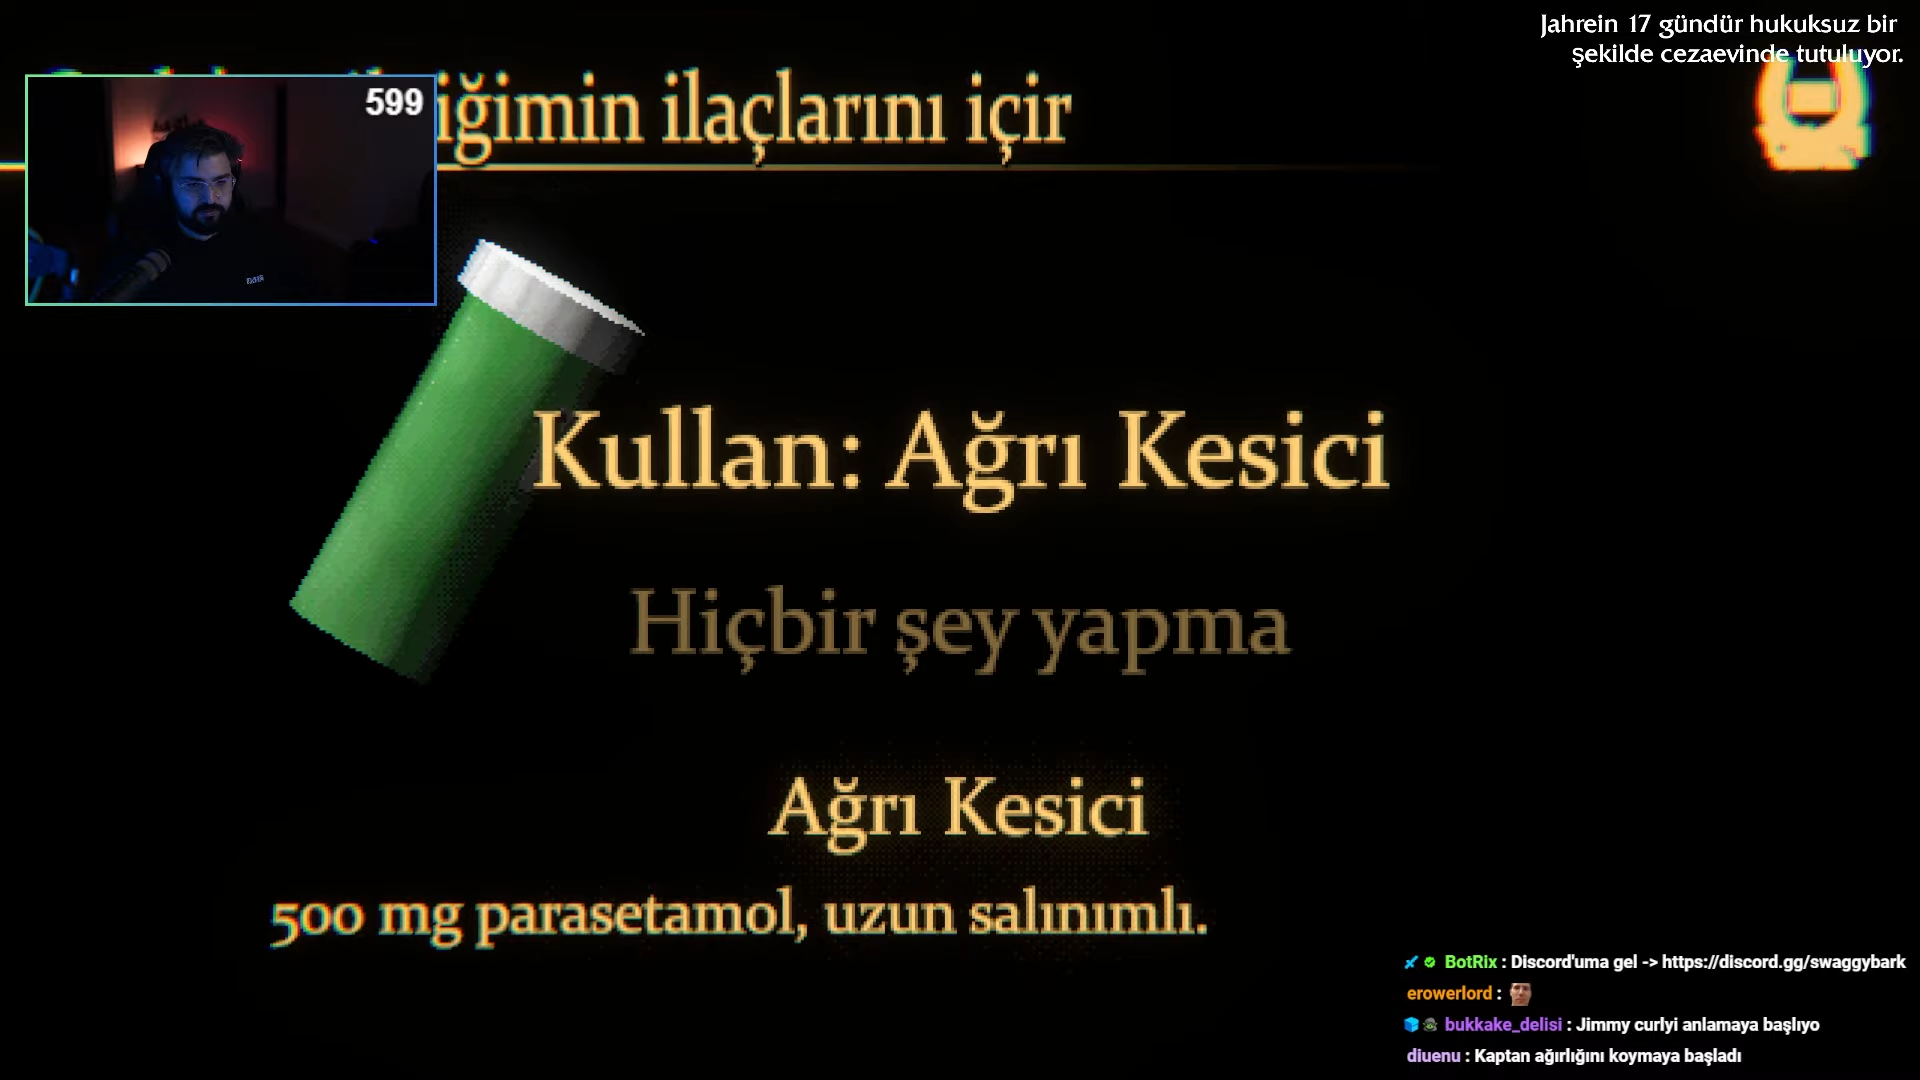 Jahrein 17 gündür hukuksuz bir
şekilde cezaevinde tutuluyor.
599
ilaçlarını içir
Kullan: Ağrı Kesici
Hiçbir şey yapma
Ağrı Kesici
500 mg parasetamol, uzun salınımlı.
BotRix : Discord'uma gel -> https://discord.gg/swaggybark
erowerlord :
bukkake_delisi : Jimmy curlyi anlamaya başlıyo
diuenu : Kaptan ağırlığını koymaya başladı